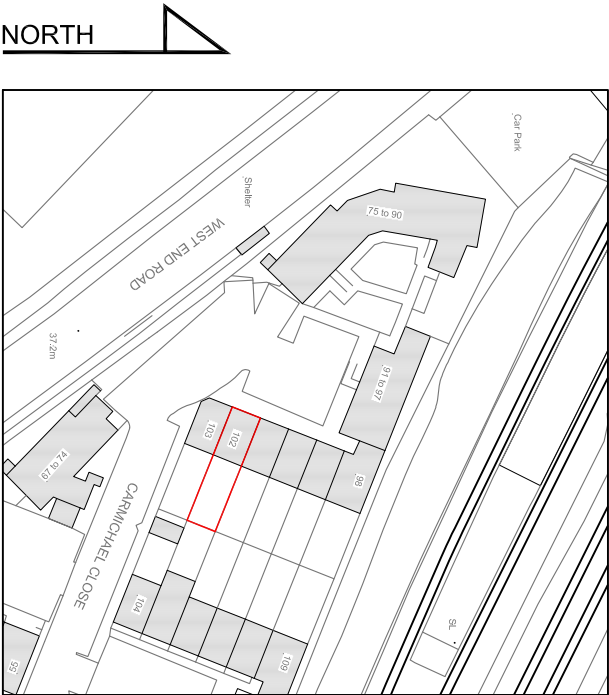 NORTH
Car Park
Shelter
75 to 90
WEST END ROAD
37.2m
91 to 97
103
102
67 to 74
98
CARMICHAEL CLOSE
104
SL
109
95